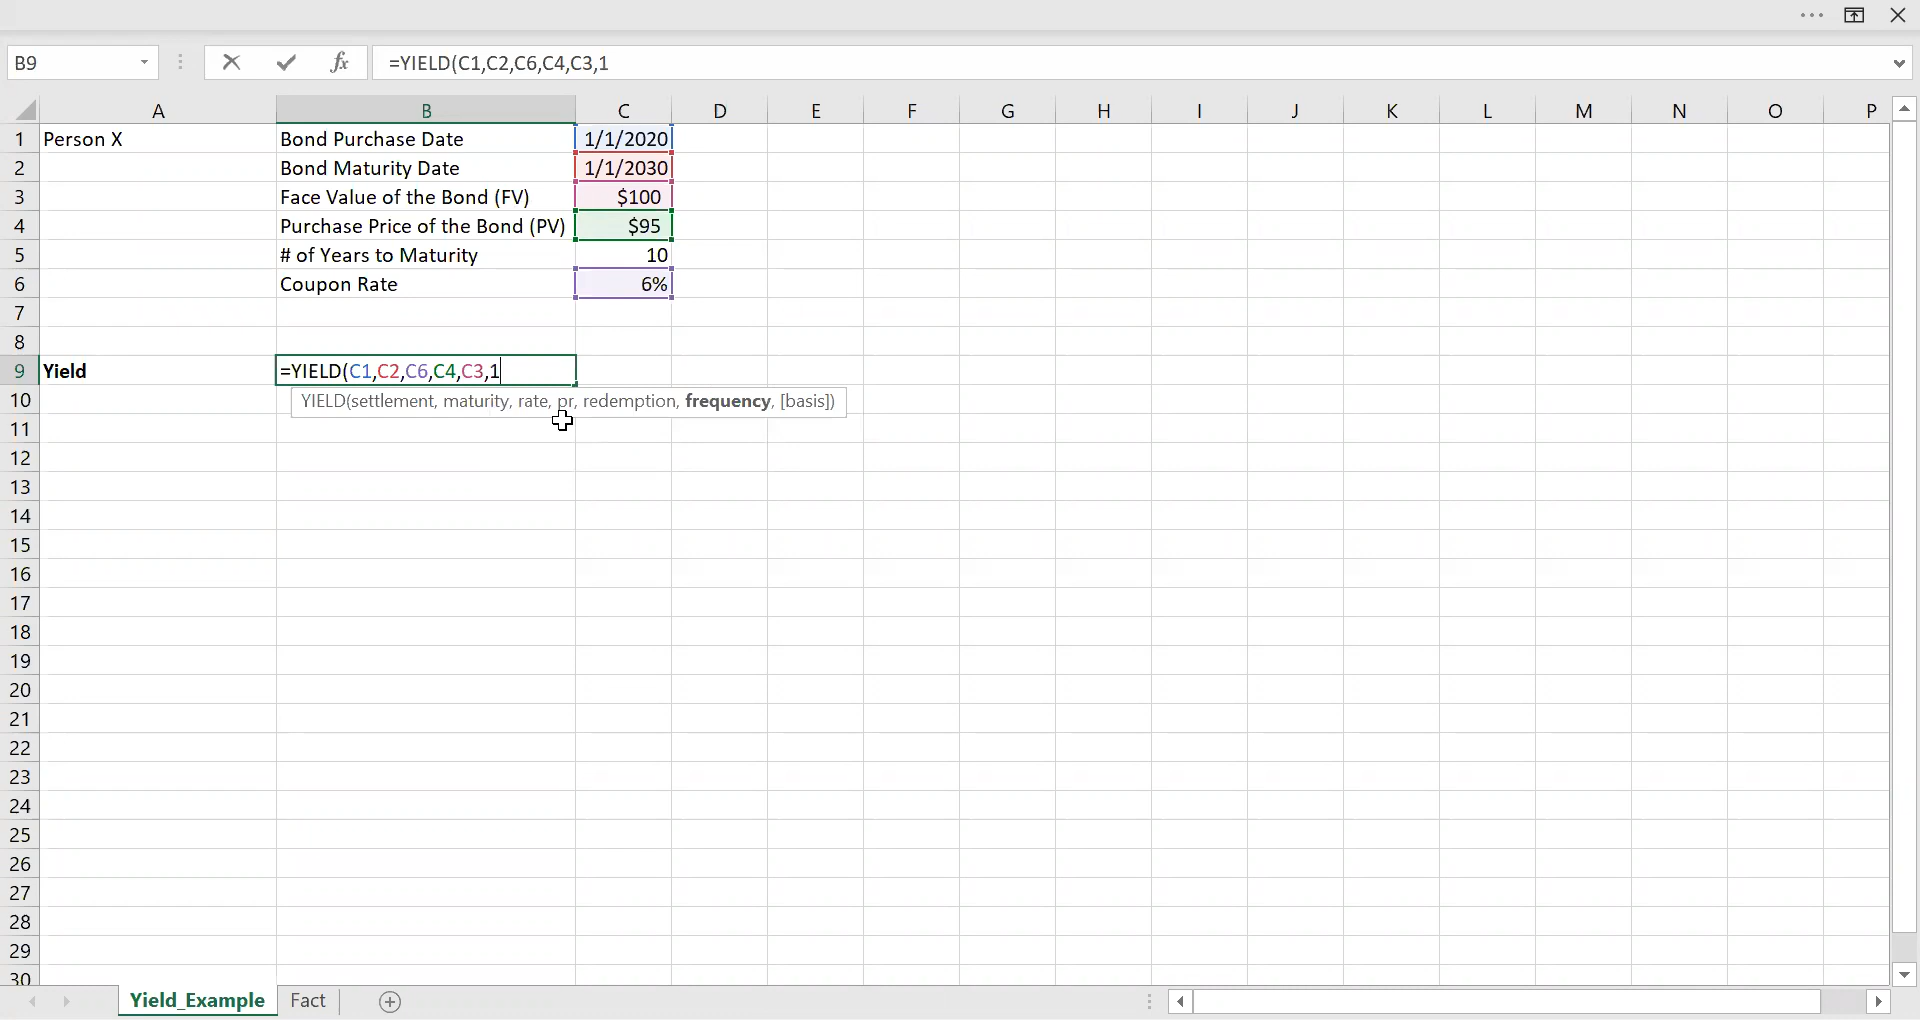 B9 fx =YIELD(C1,C2,C6,C4,C3,1
A B C D E F G H I J K L M N O P
1 Person X Bond Purchase Date 1/1/2020
2 Bond Maturity Date 1/1/2030
3 Face Value of the Bond (FV) $100
4 Purchase Price of the Bond (PV) $95
5 # of Years to Maturity 10
6 Coupon Rate 6%
7
8
9 Yield =YIELD(C1,C2,C6,C4,C3,1
10 YIELD(settlement, maturity, rate, pr, redemption, frequency, [basis])
11
12
13
14
15
16
17
18
19
20
21
22
23
24
25
26
27
28
29
30
Yield_Example Fact